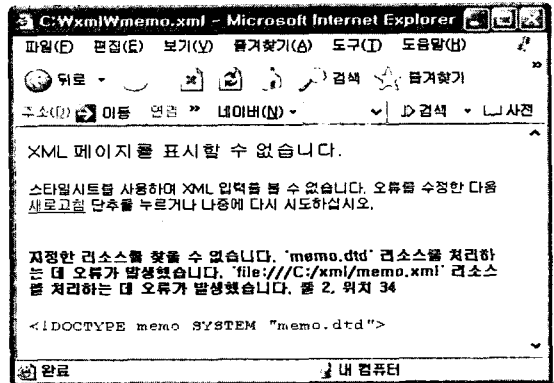 C:\xml\memo.xml - Microsoft Internet Explorer
파일(F) 편집(E) 보기(V) 즐겨찾기(A) 도구(T) 도움말(H)
뒤로 검색 즐겨찾기
주소(D) 이동 연결 » 네이버(N) 검색 사전
XML 페이지를 표시할 수 없습니다.
스타일시트를 사용하여 XML 입력을 볼 수 없습니다. 오류를 수정한 다음
새로고침 단추를 누르거나 나중에 다시 시도하십시오.
지정한 리소스를 찾을 수 없습니다. 'memo.dtd' 리소스를 처리하
는 데 오류가 발생했습니다. 'file:///C:/xml/memo.xml' 리소스
를 처리하는 데 오류가 발생했습니다. 줄 2, 위치 34
<!DOCTYPE memo SYSTEM "memo.dtd">
완료 내 컴퓨터